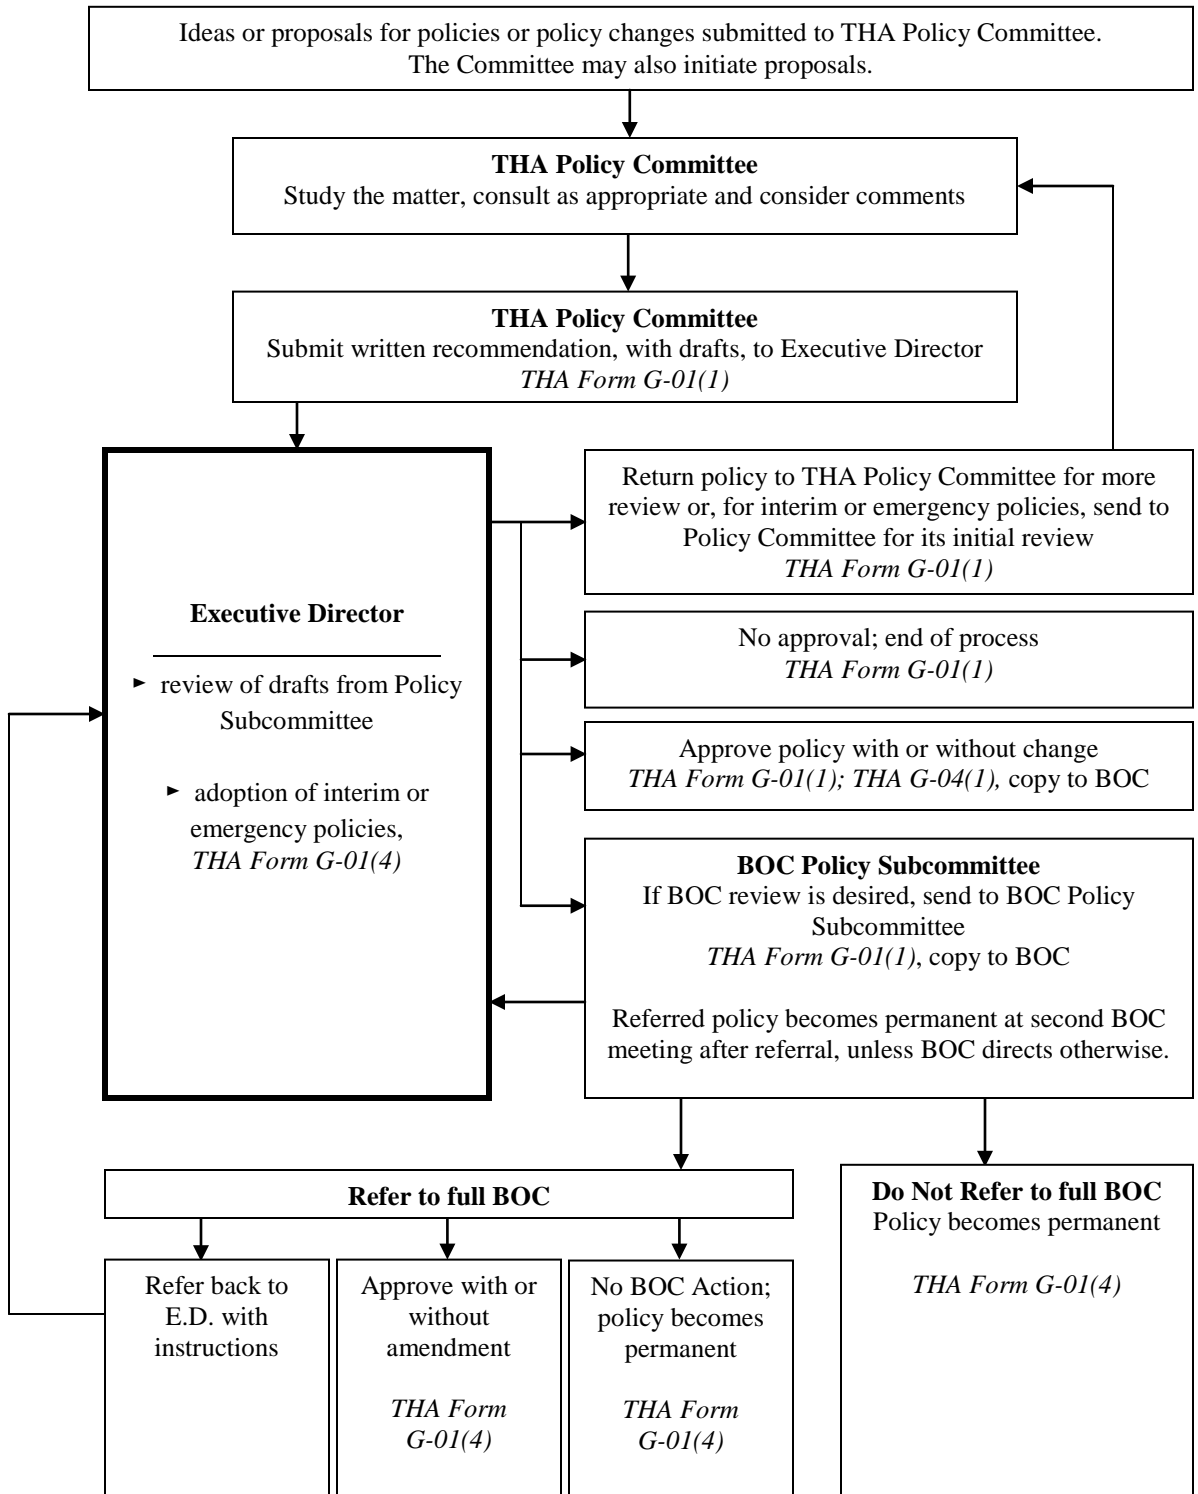 Ideas or proposals for policies or policy changes submitted to THA Policy Committee.
The Committee may also initiate proposals.
THA Policy Committee
Study the matter, consult as appropriate and consider comments
THA Policy Committee
Submit written recommendation, with drafts, to Executive Director
THA Form G-01(1)
Executive Director
► review of drafts from Policy
Subcommittee
► adoption of interim or
emergency policies,
THA Form G-01(4)
Return policy to THA Policy Committee for more
review or, for interim or emergency policies, send to
Policy Committee for its initial review
THA Form G-01(1)
No approval; end of process
THA Form G-01(1)
Approve policy with or without change
THA Form G-01(1); THA G-04(1), copy to BOC
BOC Policy Subcommittee
If BOC review is desired, send to BOC Policy
Subcommittee
THA Form G-01(1), copy to BOC
Referred policy becomes permanent at second BOC
meeting after referral, unless BOC directs otherwise.
Refer to full BOC
Refer back to
E.D. with
instructions
Approve with or
without
amendment
THA Form
G-01(4)
No BOC Action;
policy becomes
permanent
THA Form
G-01(4)
Do Not Refer to full BOC
Policy becomes permanent
THA Form G-01(4)